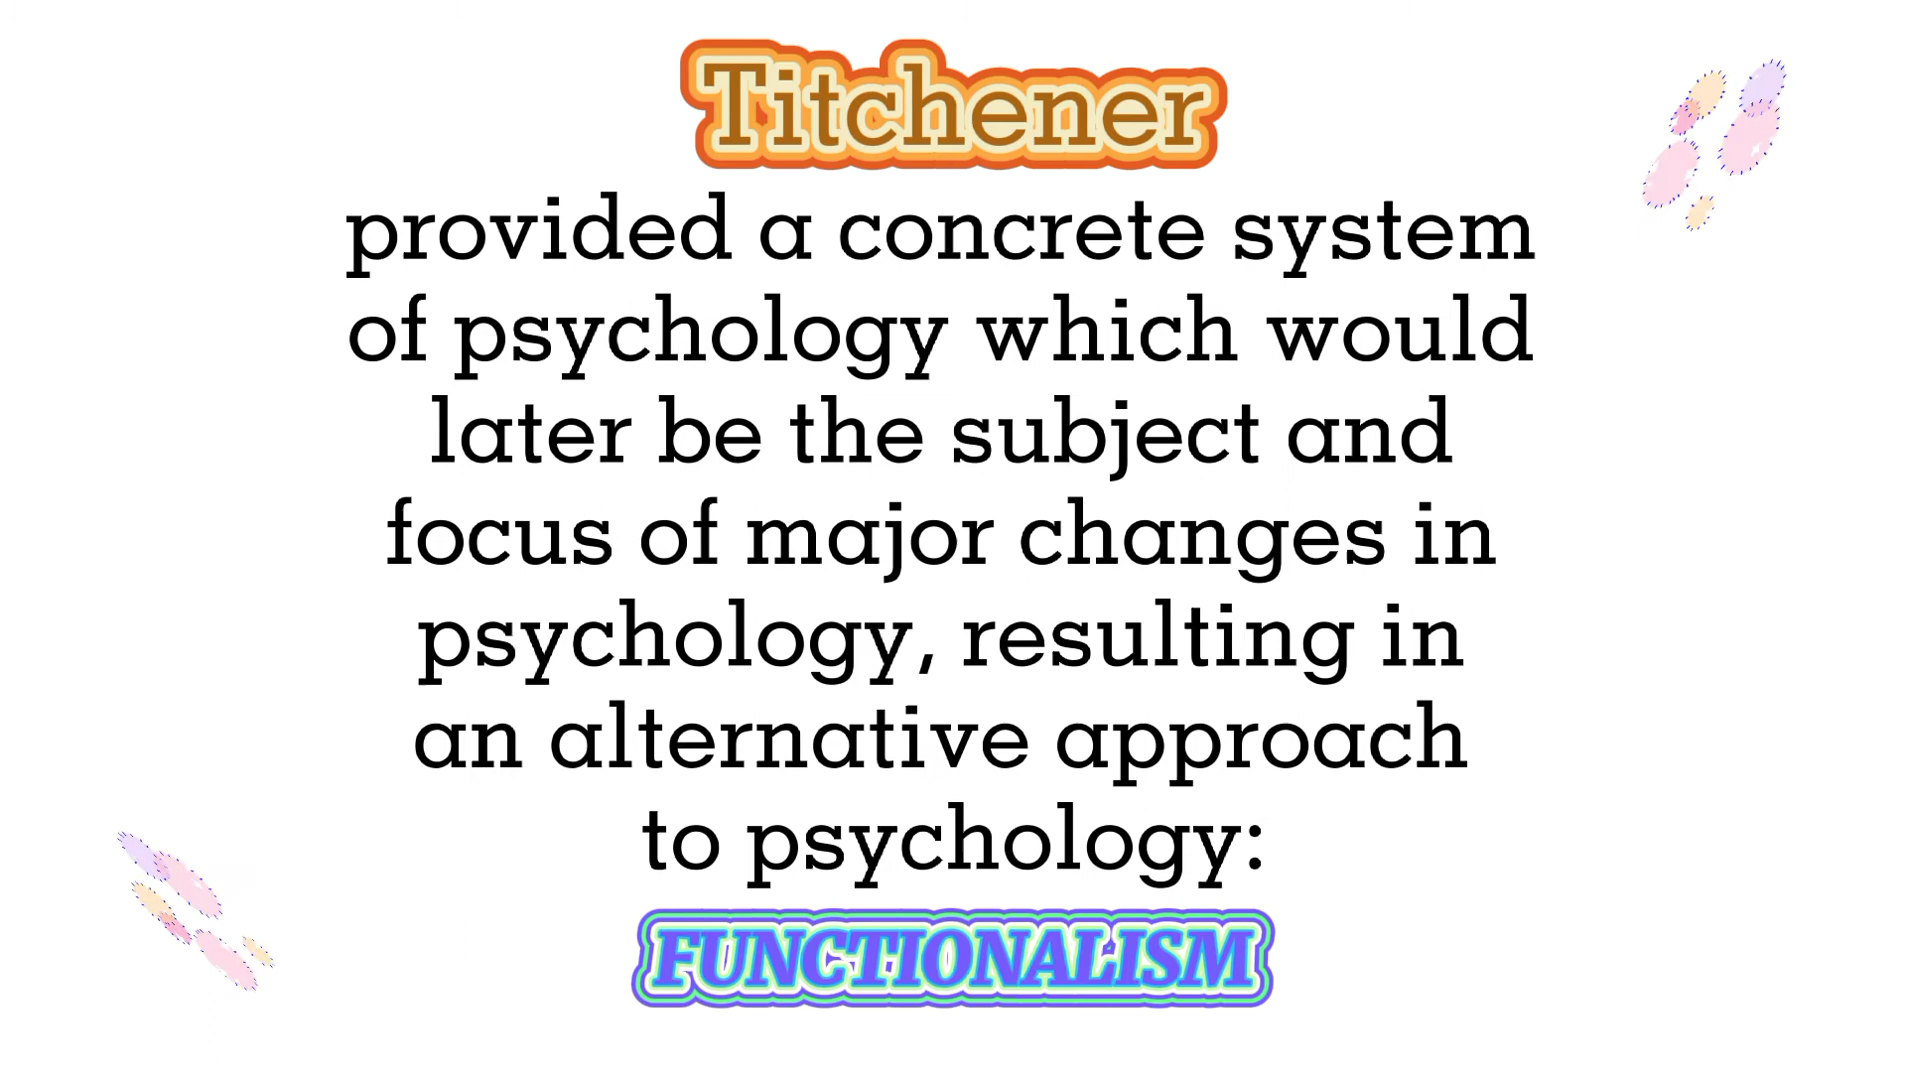 Titchener
provided a concrete system
of psychology which would
later be the subject and
focus of major changes in
psychology, resulting in
an alternative approach
to psychology:
FUNCTIONALISM